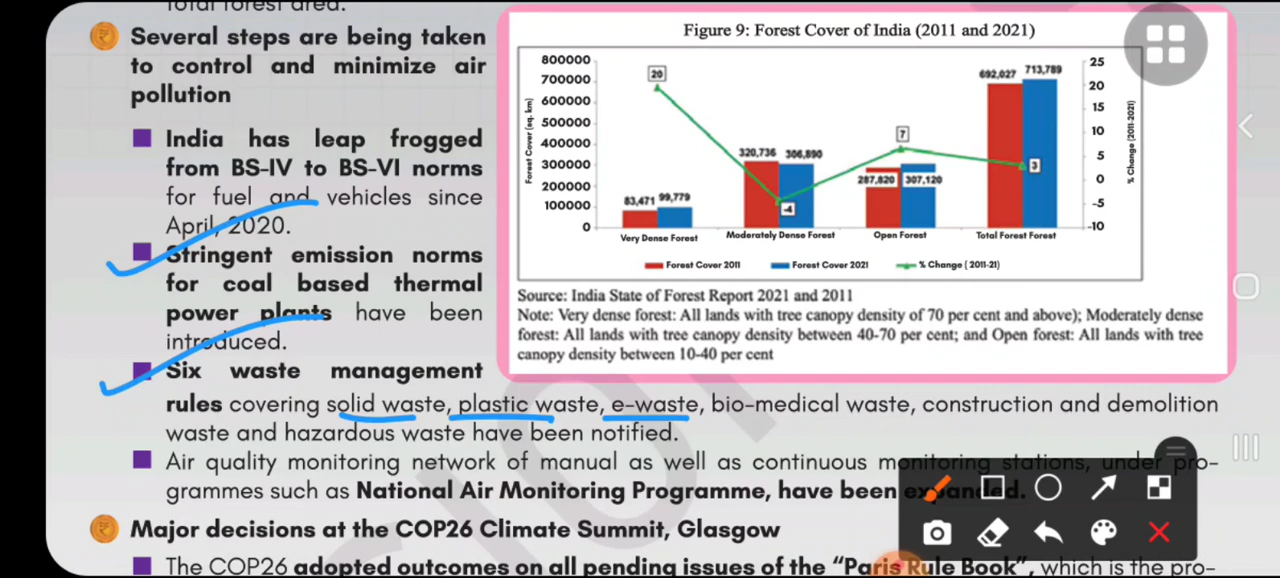 total forest area.
Several steps are being taken
to control and minimize air
pollution
India has leap frogged
from BS-IV to BS-VI norms
for fuel and vehicles since
April, 2020.
Stringent emission norms
for coal based thermal
power plants have been
introduced.
Six waste management
rules covering solid waste, plastic waste, e-waste, bio-medical waste, construction and demolition
waste and hazardous waste have been notified.
Air quality monitoring network of manual as well as continuous monitoring stations, under pro-
grammes such as National Air Monitoring Programme, have been expanded.
Major decisions at the COP26 Climate Summit, Glasgow
The COP26 adopted outcomes on all pending issues of the "Paris Rule Book", which is the pro-
Figure 9: Forest Cover of India (2011 and 2021)
Forest Cover (sq. km)
800000
700000
600000
500000
400000
300000
200000
100000
0
83,471 99,779
320,736 306,890
287,820 307,120
692,027 713,789
20
-4
7
3
25
20
15
10
5
0
-5
-10
% Change (2011-2021)
Very Dense Forest Moderately Dense Forest Open Forest Total Forest Forest
Forest Cover 2011 Forest Cover 2021 % Change ( 2011-21)
Source: India State of Forest Report 2021 and 2011
Note: Very dense forest: All lands with tree canopy density of 70 per cent and above); Moderately dense
forest: All lands with tree canopy density between 40-70 per cent; and Open forest: All lands with tree
canopy density between 10-40 per cent